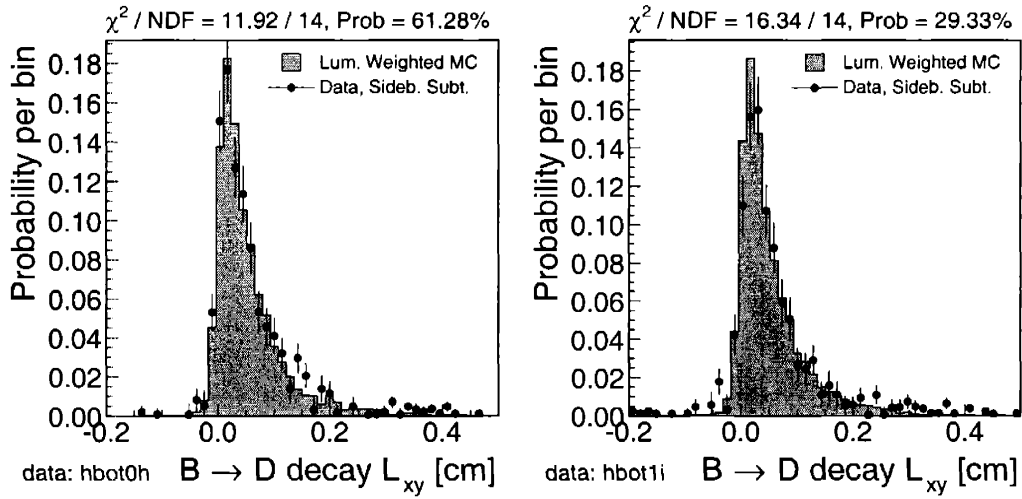 χ² / NDF = 11.92 / 14, Prob = 61.28%
Probability per bin
0.18
0.16
0.14
0.12
0.10
0.08
0.06
0.04
0.02
0.00
Lum. Weighted MC
Data, Sideb. Subt.
-0.2 0.0 0.2 0.4
data: hbot0h B → D decay L_xy [cm]
χ² / NDF = 16.34 / 14, Prob = 29.33%
Probability per bin
0.18
0.16
0.14
0.12
0.10
0.08
0.06
0.04
0.02
0.00
Lum. Weighted MC
Data, Sideb. Subt.
-0.2 0.0 0.2 0.4
data: hbot1i B → D decay L_xy [cm]